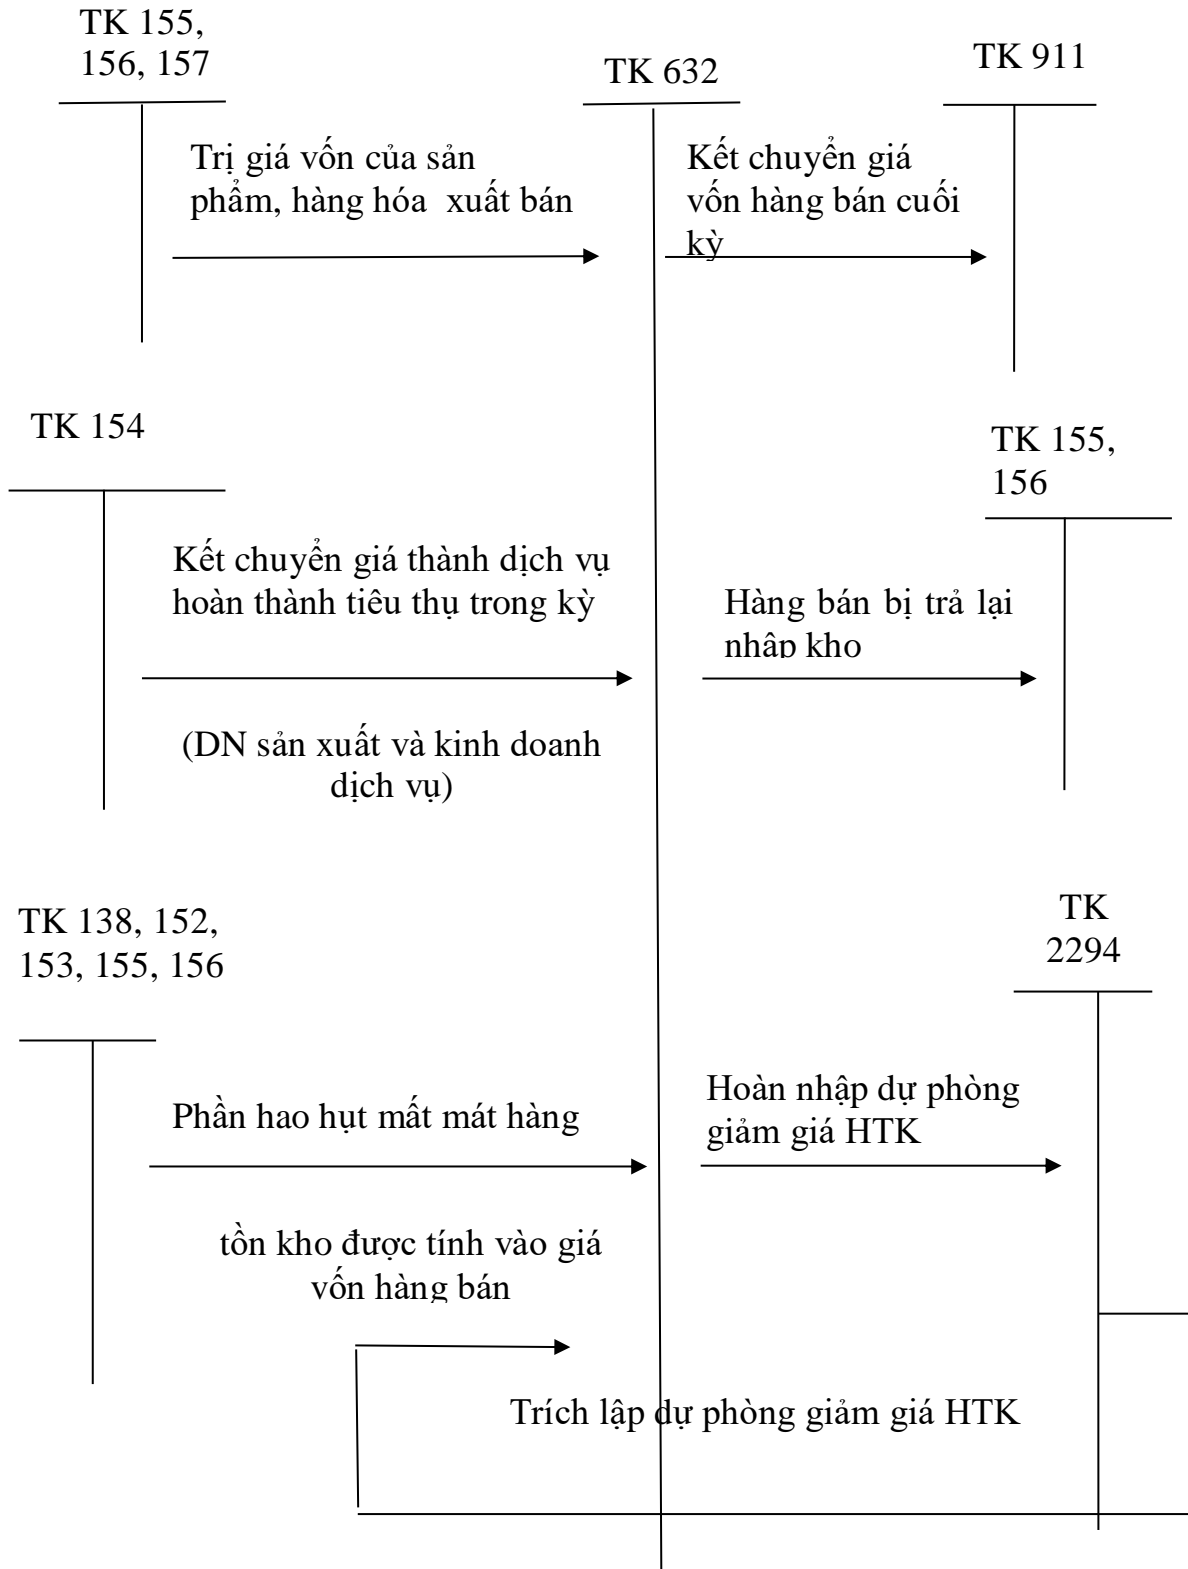 TK 155,
156, 157
TK 632
TK 911
Trị giá vốn của sản
phẩm, hàng hóa xuất bán
Kết chuyển giá
vốn hàng bán cuối
kỳ
TK 154
TK 155,
156
Kết chuyển giá thành dịch vụ
hoàn thành tiêu thụ trong kỳ
Hàng bán bị trả lại
nhập kho
(DN sản xuất và kinh doanh
dịch vụ)
TK 138, 152,
153, 155, 156
TK
2294
Phần hao hụt mất mát hàng
Hoàn nhập dự phòng
giảm giá HTK
tồn kho được tính vào giá
vốn hàng bán
Trích lập dự phòng giảm giá HTK